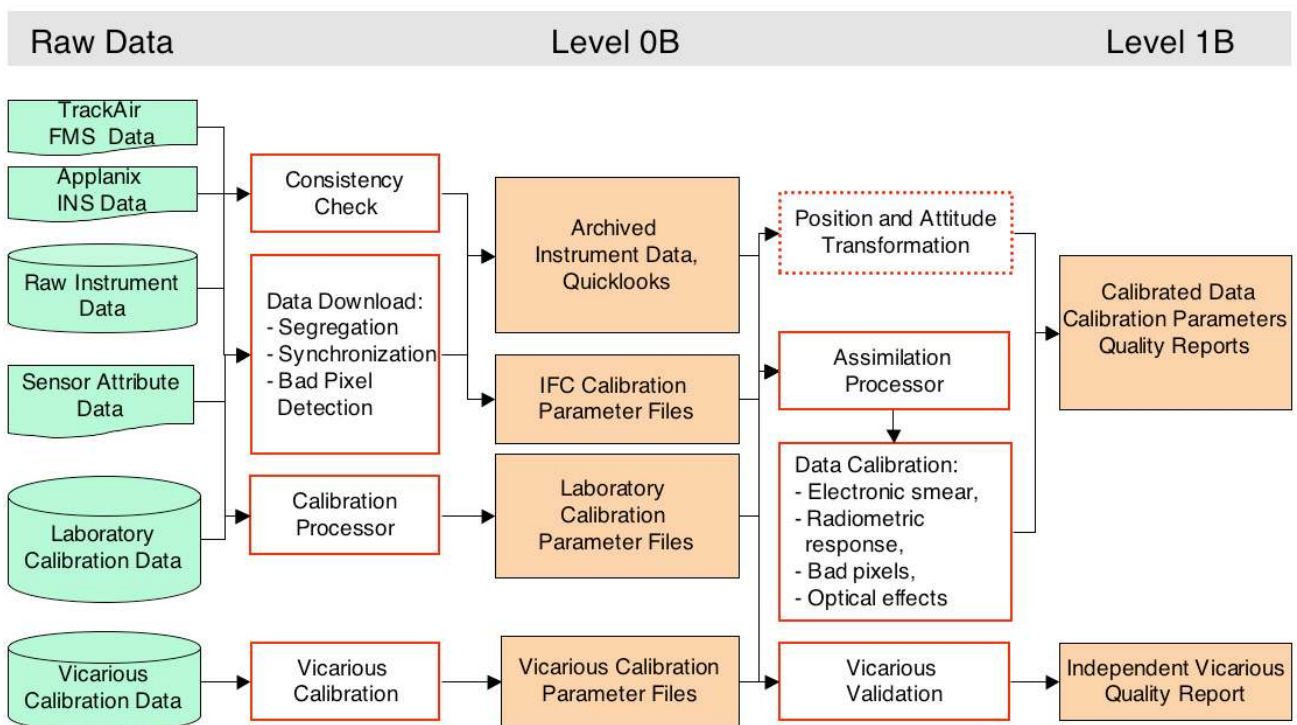 Raw Data
Level 0B
Level 1B
TrackAir
FMS Data
Applanix
INS Data
Raw Instrument
Data
Sensor Attribute
Data
Laboratory
Calibration Data
Vicarious
Calibration Data
Consistency
Check
Data Download:
- Segregation
- Synchronization
- Bad Pixel
Detection
Calibration
Processor
Vicarious
Calibration
Archived
Instrument Data,
Quicklooks
IFC Calibration
Parameter Files
Laboratory
Calibration
Parameter Files
Vicarious Calibration
Parameter Files
Position and Attitude
Transformation
Assimilation
Processor
Data Calibration:
- Electronic smear,
- Radiometric
response,
- Bad pixels,
- Optical effects
Vicarious
Validation
Calibrated Data
Calibration Parameters
Quality Reports
Independent Vicarious
Quality Report